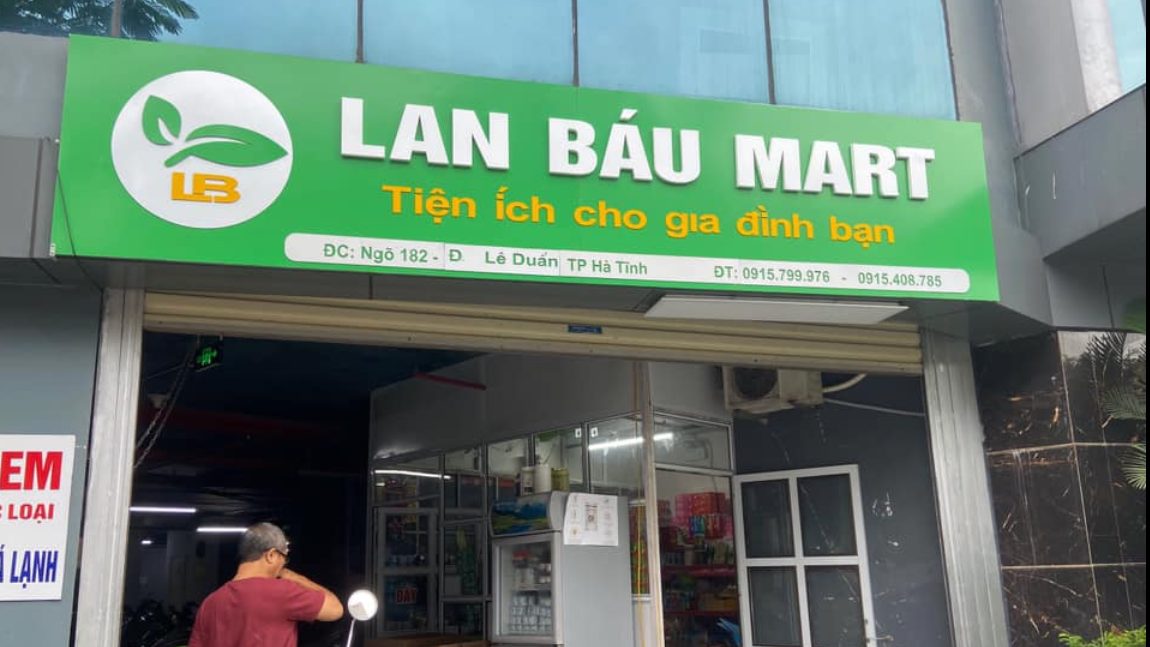 LB
LAN BÁU MART
Tiện ích cho gia đình bạn
ĐC: Ngõ 182 - Đ. Lê Duẩn TP Hà Tĩnh
ĐT: 0915.799.976 - 0915.408.785
EM
LOẠI
LẠNH